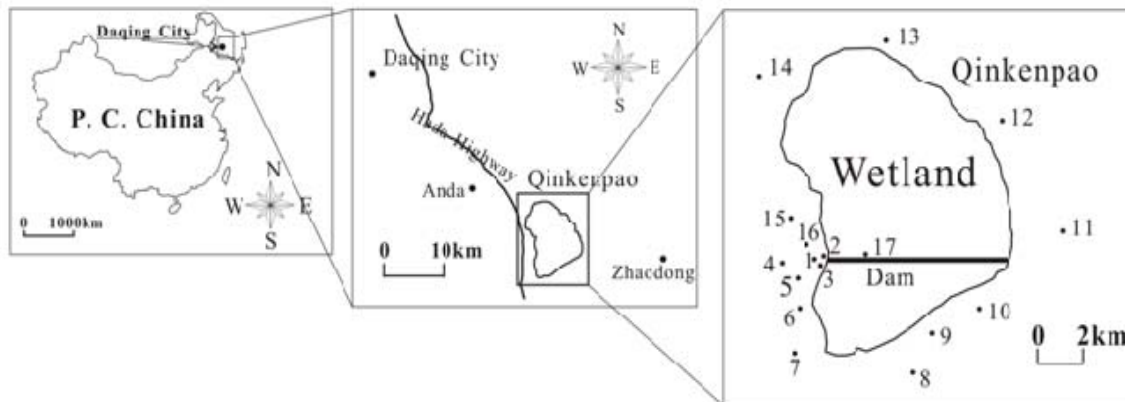 Daqing City
P. C. China
N
W E
S
0 1000km
Daqing City
N
W E
S
Hada Highway
Qinkenpao
Anda
0 10km
Zhacdong
13
14
Qinkenpao
12
Wetland
15
16
2
17
11
4
1
3
Dam
5
6
10
9
7
8
0 2km